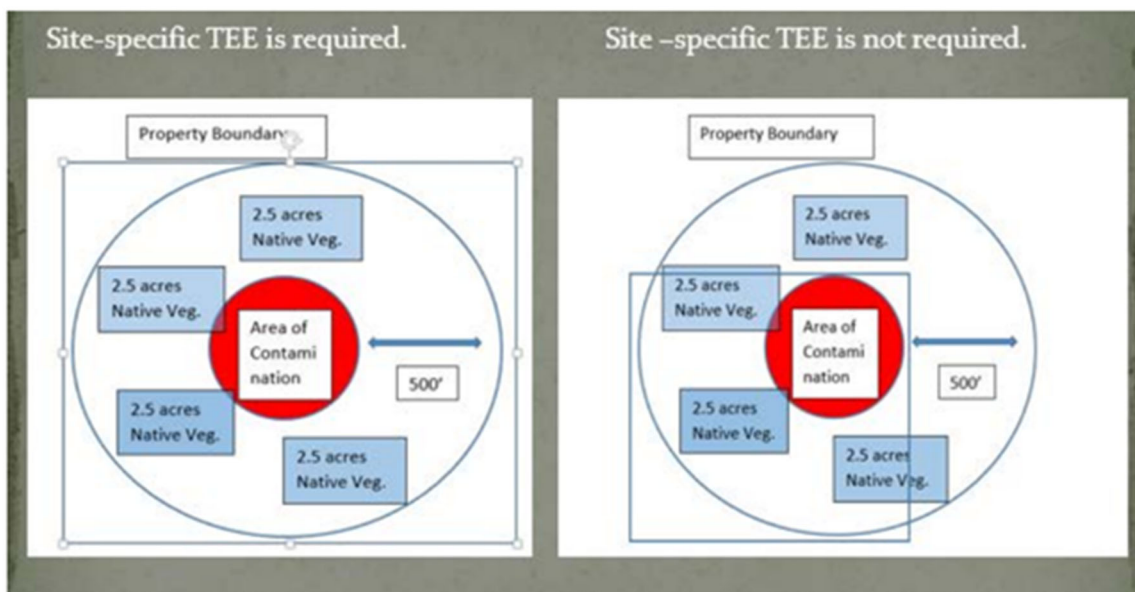 Site-specific TEE is required.
Property Boundary
2.5 acres
Native Veg.
2.5 acres
Native Veg.
Area of
Contami
nation
500'
2.5 acres
Native Veg.
2.5 acres
Native Veg.
Site –specific TEE is not required.
Property Boundary
2.5 acres
Native Veg.
2.5 acres
Native Veg.
Area of
Contami
nation
500'
2.5 acres
Native Veg.
2.5 acres
Native Veg.